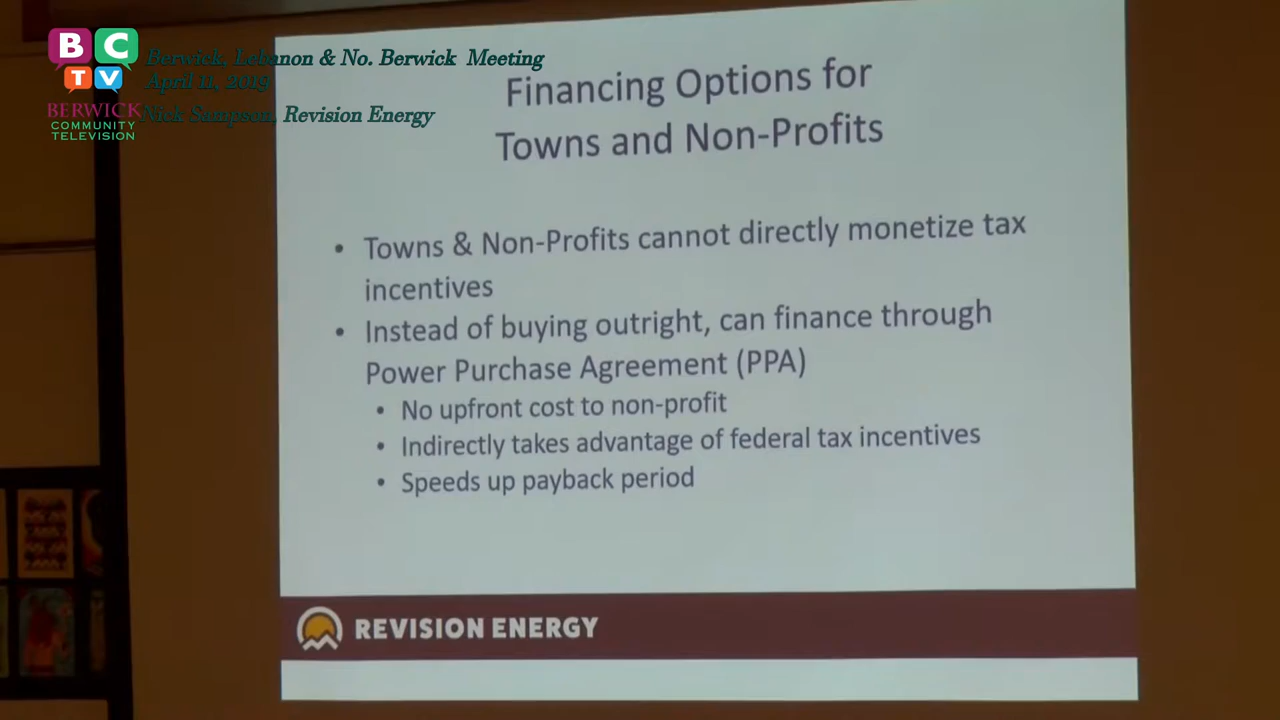 BC
TV
BERWICK
COMMUNITY
TELEVISION
Berwick, Lebanon & No. Berwick Meeting
April 11, 2019
Nick Sampson, Revision Energy
Financing Options for
Towns and Non-Profits
• Towns & Non-Profits cannot directly monetize tax
incentives
• Instead of buying outright, can finance through
Power Purchase Agreement (PPA)
• No upfront cost to non-profit
• Indirectly takes advantage of federal tax incentives
• Speeds up payback period
REVISION ENERGY